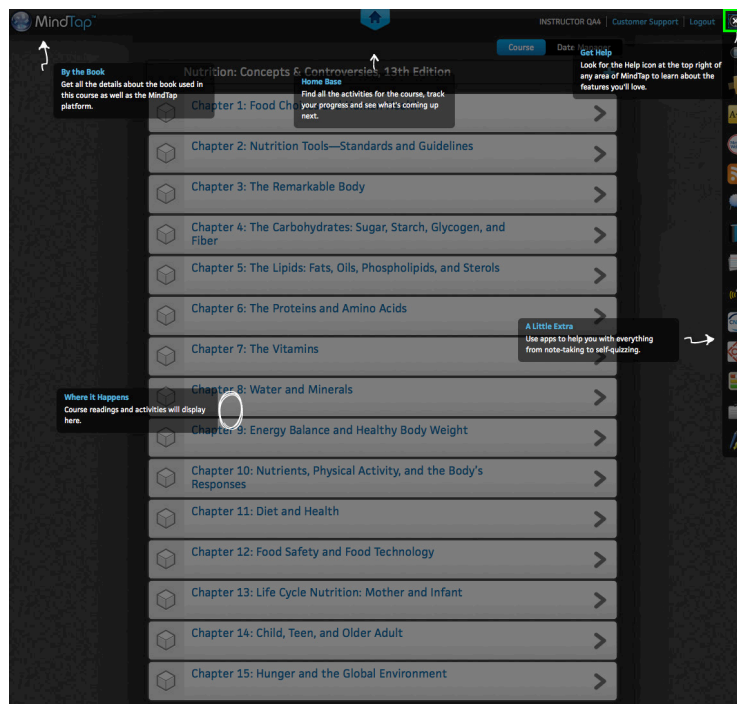 MindTap
INSTRUCTOR QA4 | Customer Support | Logout
Course
Get Help
Look for the Help icon at the top right of
any area of MindTap to learn about the
features you'll love.
By the Book
Get all the details about the book used in
this course as well as the MindTap
platform.
Nutrition: Concepts & Controversies, 13th Edition
Home Base
Find all the activities for the course, track
your progress and see what's coming up
next.
Chapter 1: Food
Chapter 2: Nutrition Tools—Standards and Guidelines
Chapter 3: The Remarkable Body
Chapter 4: The Carbohydrates: Sugar, Starch, Glycogen, and
Fiber
Chapter 5: The Lipids: Fats, Oils, Phospholipids, and Sterols
Chapter 6: The Proteins and Amino Acids
A Little Extra
Use apps to help you with everything
from note-taking to self-quizzing.
Chapter 7: The Vitamins
Chapter 8: Water and Minerals
Where it Happens
Course readings and activities will display
here.
Chapter 9: Energy Balance and Healthy Body Weight
Chapter 10: Nutrients, Physical Activity, and the Body's
Responses
Chapter 11: Diet and Health
Chapter 12: Food Safety and Food Technology
Chapter 13: Life Cycle Nutrition: Mother and Infant
Chapter 14: Child, Teen, and Older Adult
Chapter 15: Hunger and the Global Environment